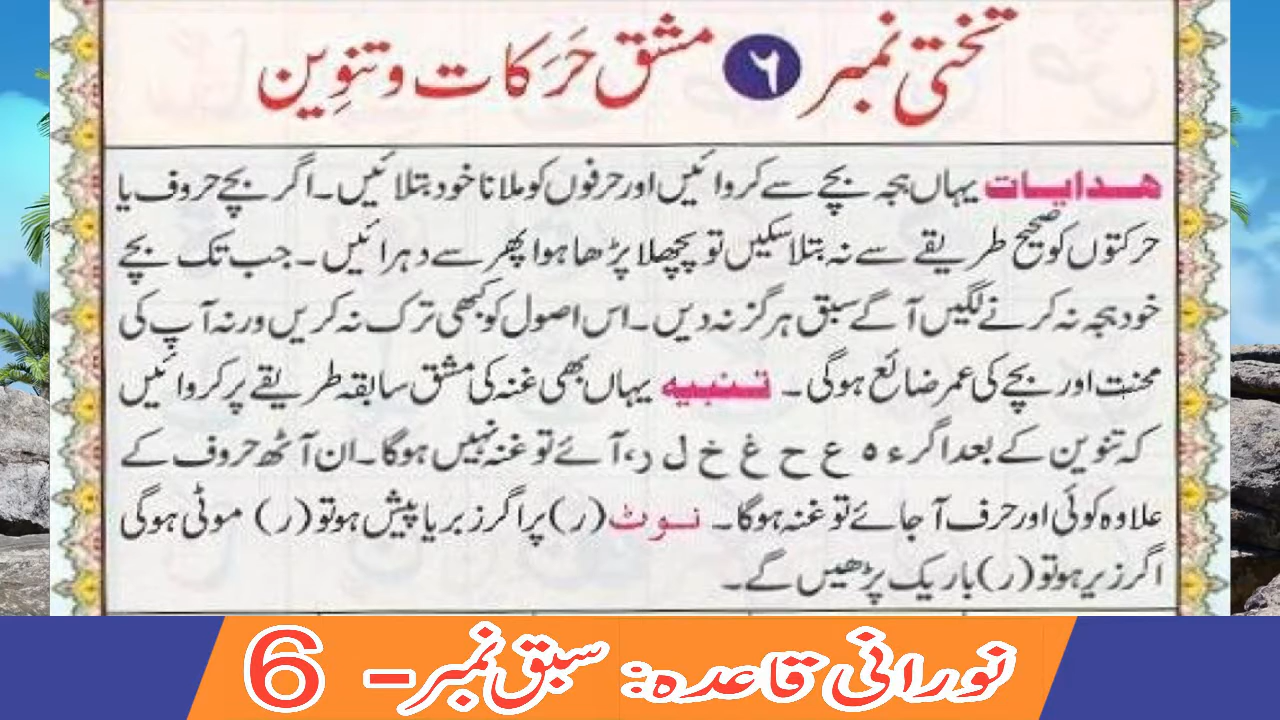 تختی نمبر ٦ مشق حَرَکات و تنوِین
ھدایات یہاں ہجہ بچے سے کروائیں اور حرفوں کو ملانا خود بتلائیں۔ اگر بچے حروف یا
حرکتوں کو صحیح طریقے سے نہ بتلا سکیں تو پچھلا پڑھا ہوا پھر سے دہرائیں۔ جب تک بچے
خود ہجہ نہ کرنے لگیں آگے سبق ہرگز نہ دیں۔ اس اصول کو کبھی ترک نہ کریں ورنہ آپ کی
محنت اور بچے کی عمر ضائع ہوگی۔ تنبیہ یہاں بھی غنہ کی مشق سابقہ طریقے پر کروائیں
کہ تنوین کے بعد اگر ء ہ ع ح غ خ ل ر، آئے تو غنہ نہیں ہوگا۔ ان آٹھ حروف کے
علاوہ کوئی اور حرف آجائے تو غنہ ہوگا۔ نوٹ (ر) پر اگر زبر یا پیش ہو تو (ر) موٹی ہوگی
اگر زیر ہو تو (ر) باریک پڑھیں گے۔
نورانی قاعدہ: سبق نمبر - 6